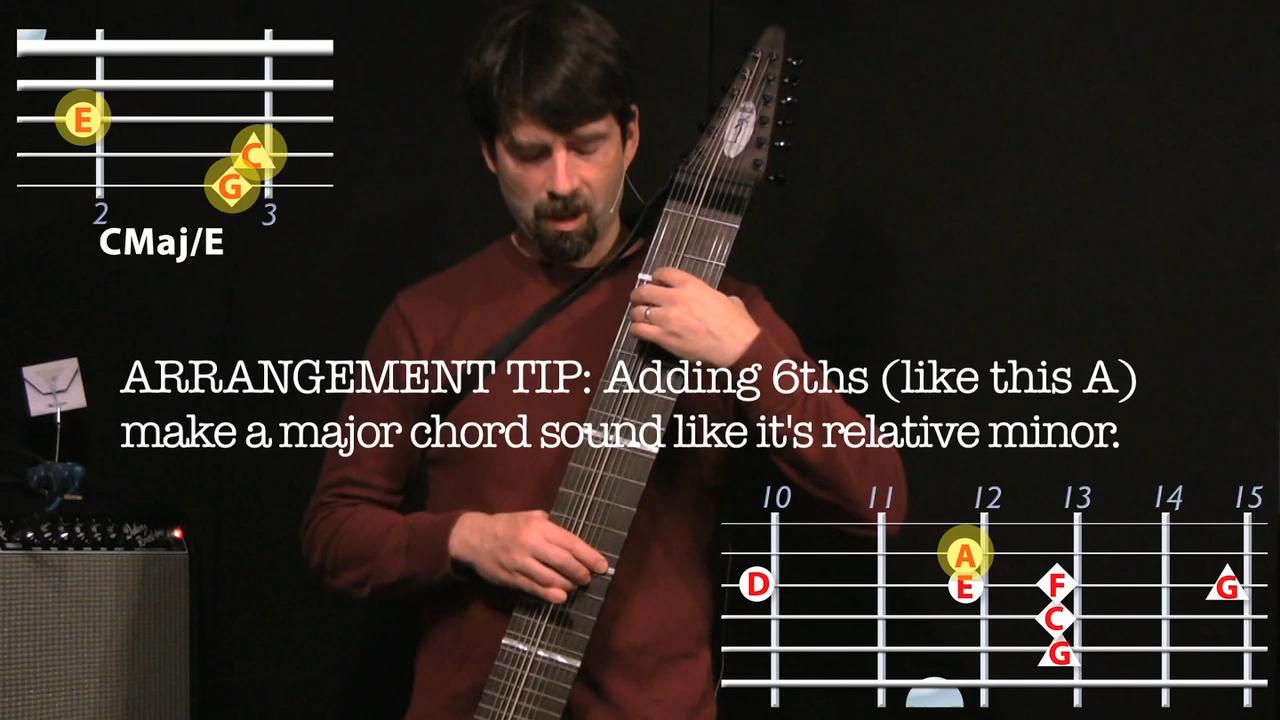 E
C
G
2 3
CMaj/E
ARRANGEMENT TIP: Adding 6ths (like this A)
make a major chord sound like it's relative minor.
10 11 12 13 14 15
A
D E F G
C
G